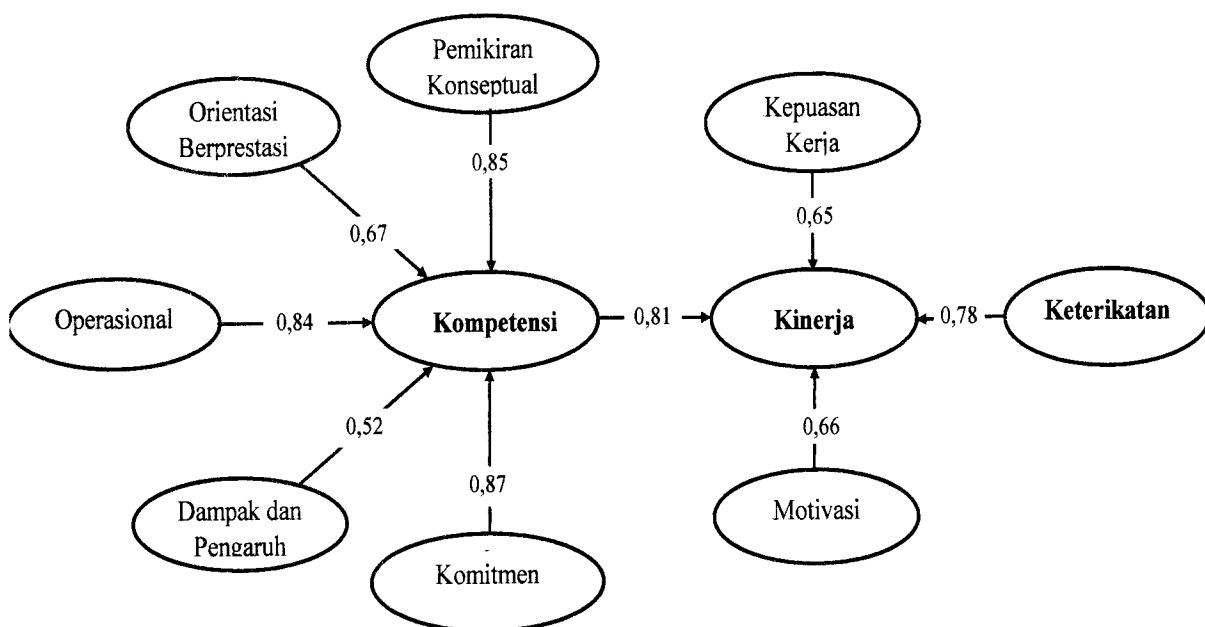 Pemikiran
Konseptual
Orientasi
Berprestasi
Kepuasan
Kerja
0,85
0,67
0,65
Operasional
0,84
Kompetensi
0,81
Kinerja
0,78
Keterikatan
0,52
0,66
0,87
Dampak dan
Pengaruh
Komitmen
Motivasi